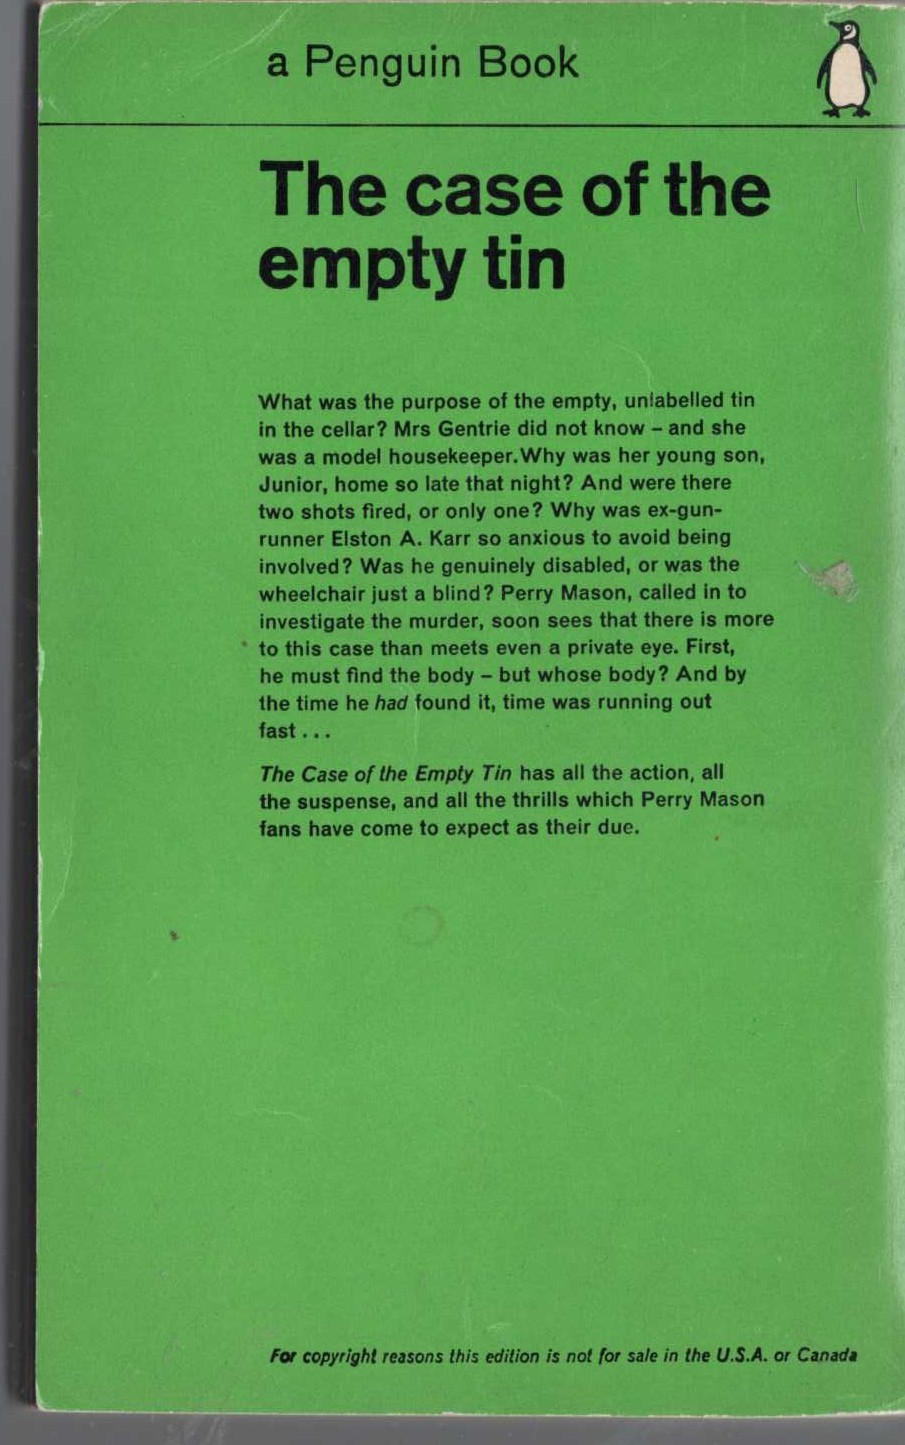 a Penguin Book
The case of the
empty tin
What was the purpose of the empty, unlabelled tin
in the cellar? Mrs Gentrie did not know – and she
was a model housekeeper. Why was her young son,
Junior, home so late that night? And were there
two shots fired, or only one? Why was ex-gun-
runner Elston A. Karr so anxious to avoid being
involved? Was he genuinely disabled, or was the
wheelchair just a blind? Perry Mason, called in to
investigate the murder, soon sees that there is more
to this case than meets even a private eye. First,
he must find the body – but whose body? And by
the time he had found it, time was running out
fast...
The Case of the Empty Tin has all the action, all
the suspense, and all the thrills which Perry Mason
fans have come to expect as their due.
For copyright reasons this edition is not for sale in the U.S.A. or Canada